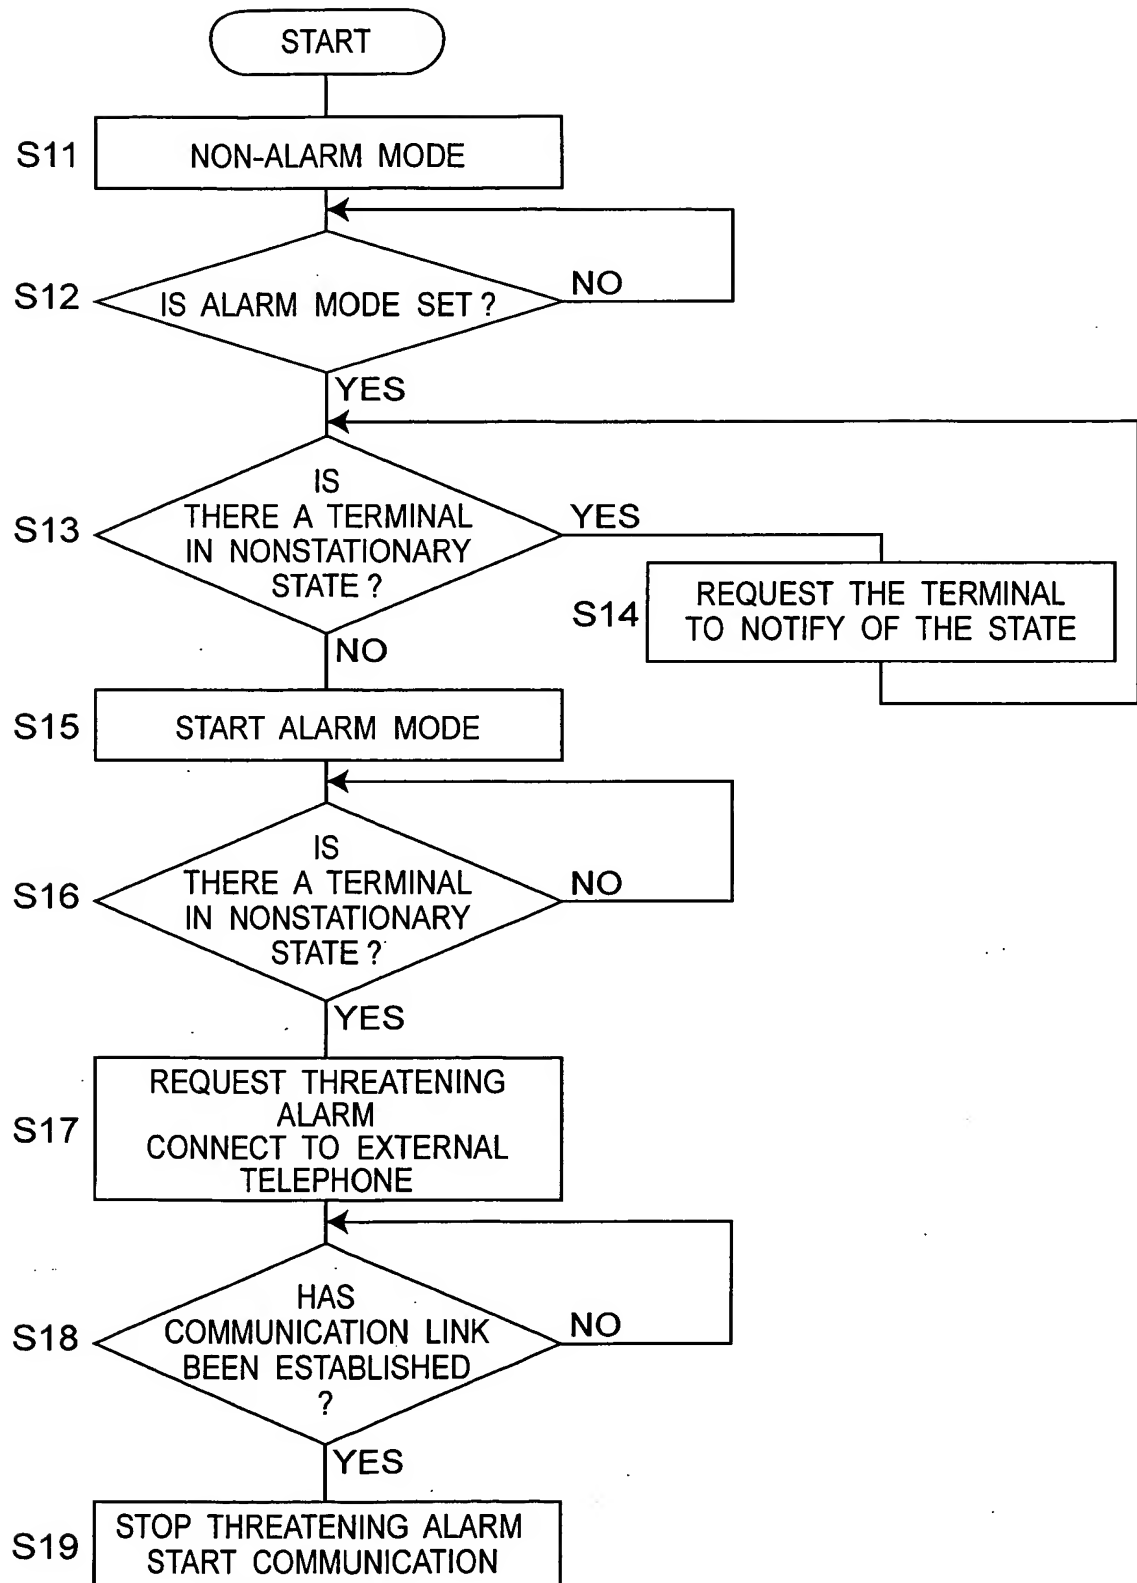 START
S11
NON-ALARM MODE
S12
IS ALARM MODE SET?
NO
YES
S13
IS
THERE A TERMINAL
IN NONSTATIONARY
STATE?
YES
S14
REQUEST THE TERMINAL
TO NOTIFY OF THE STATE
NO
S15
START ALARM MODE
S16
IS
THERE A TERMINAL
IN NONSTATIONARY
STATE?
NO
YES
S17
REQUEST THREATENING
ALARM
CONNECT TO EXTERNAL
TELEPHONE
S18
HAS
COMMUNICATION LINK
BEEN ESTABLISHED
?
NO
YES
S19
STOP THREATENING ALARM
START COMMUNICATION